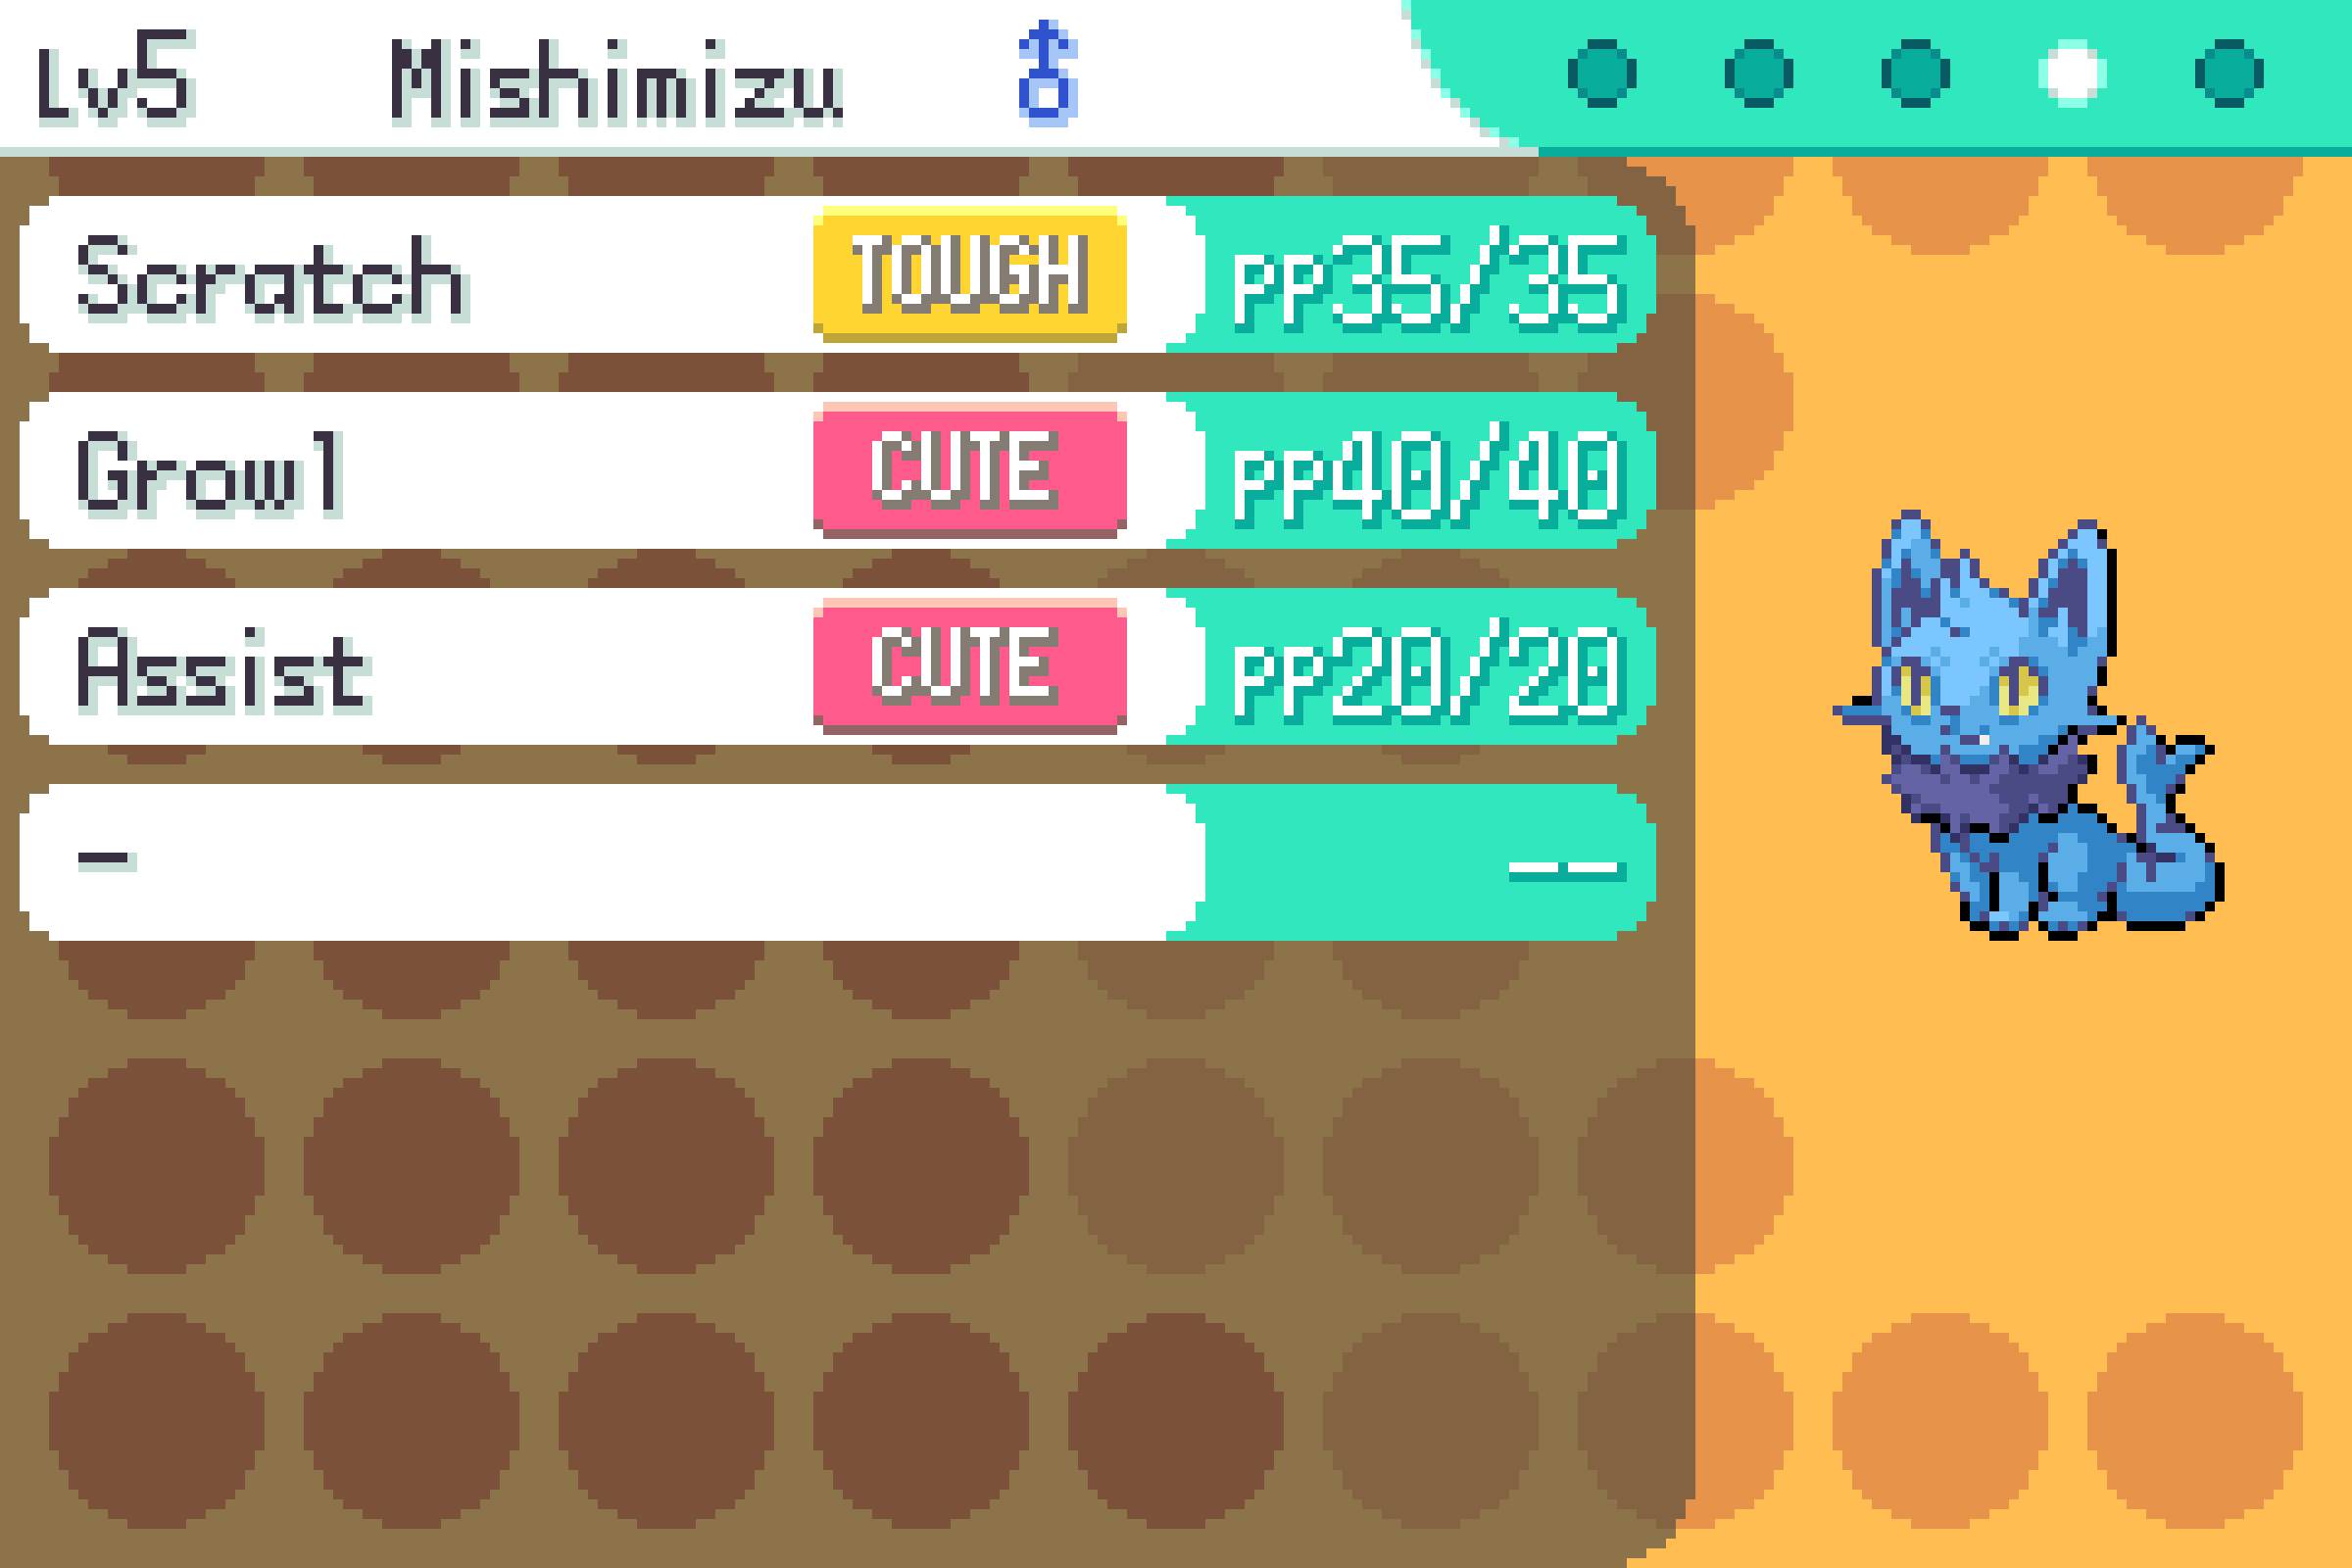 Lv5 Mishimizu ♂
Scratch TOUGH PP35/35
Growl CUTE PP40/40
Assist CUTE PP20/20
– --